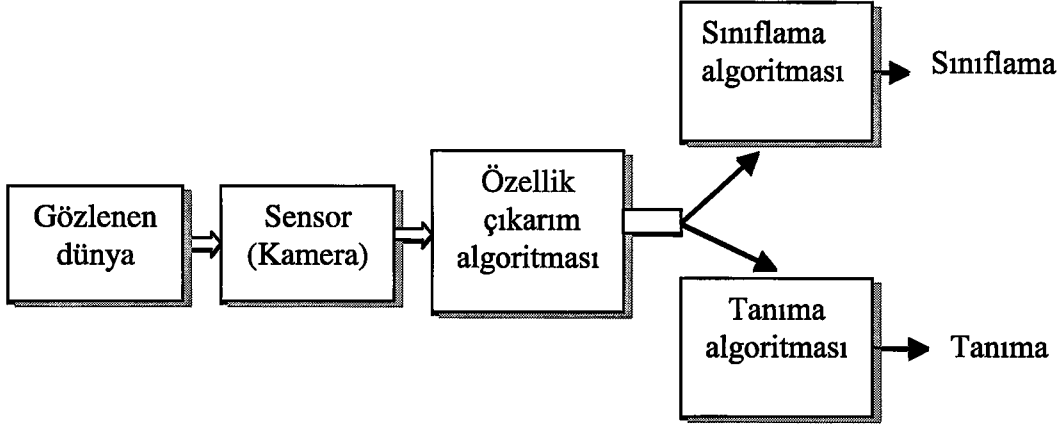 Gözlenen
dünya
Sensor
(Kamera)
Özellik
çıkarım
algoritması
Sınıflama
algoritması
Sınıflama
Tanıma
algoritması
Tanıma